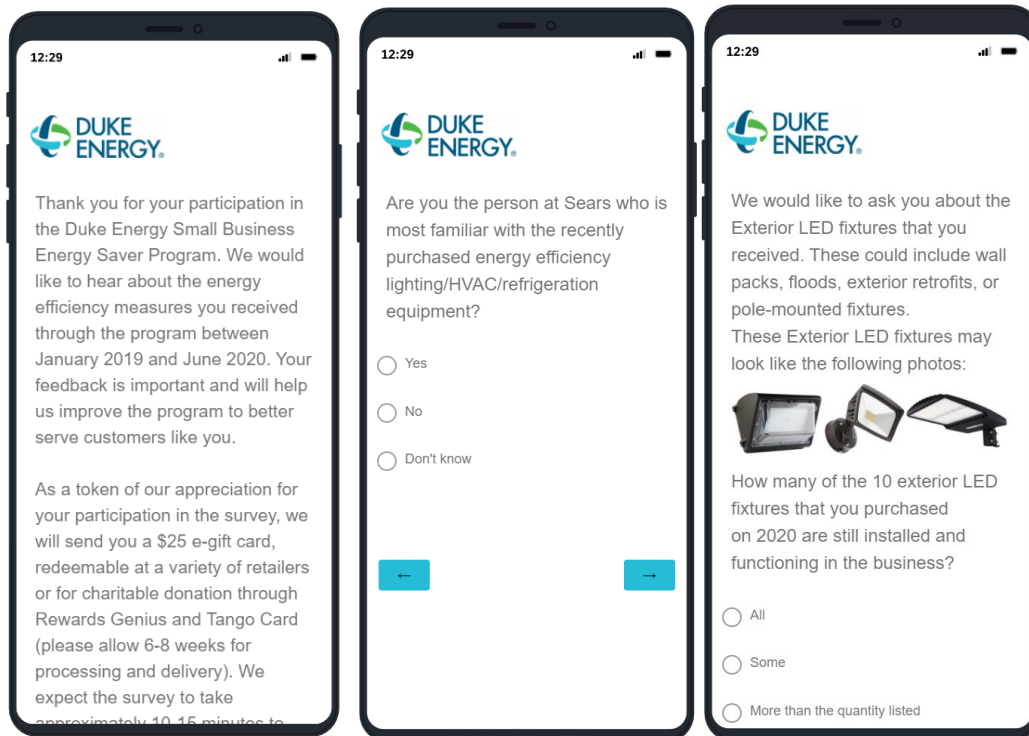 12:29
DUKE
ENERGY®
Thank you for your participation in
the Duke Energy Small Business
Energy Saver Program. We would
like to hear about the energy
efficiency measures you received
through the program between
January 2019 and June 2020. Your
feedback is important and will help
us improve the program to better
serve customers like you.
As a token of our appreciation for
your participation in the survey, we
will send you a $25 e-gift card,
redeemable at a variety of retailers
or for charitable donation through
Rewards Genius and Tango Card
(please allow 6-8 weeks for
processing and delivery). We
expect the survey to take
approximately 10-15 minutes to
12:29
DUKE
ENERGY®
Are you the person at Sears who is
most familiar with the recently
purchased energy efficiency
lighting/HVAC/refrigeration
equipment?
Yes
No
Don't know
←
→
12:29
DUKE
ENERGY®
We would like to ask you about the
Exterior LED fixtures that you
received. These could include wall
packs, floods, exterior retrofits, or
pole-mounted fixtures.
These Exterior LED fixtures may
look like the following photos:
How many of the 10 exterior LED
fixtures that you purchased
on 2020 are still installed and
functioning in the business?
All
Some
More than the quantity listed